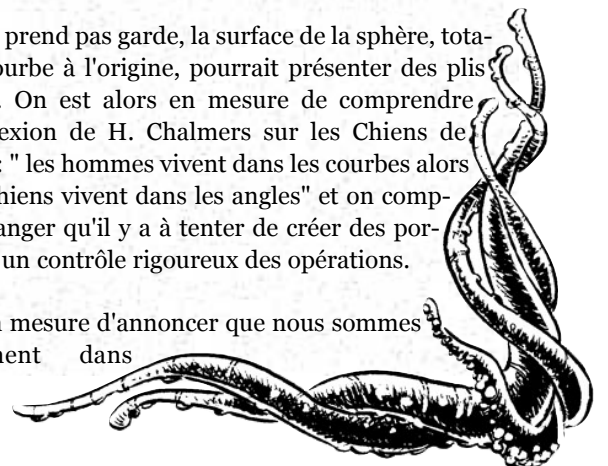 prend pas garde, la surface de la sphère, tota-
ourbe à l'origine, pourrait présenter des plis
. On est alors en mesure de comprendre
exion de H. Chalmers sur les Chiens de
: " les hommes vivent dans les courbes alors
hiens vivent dans les angles" et on comp-
anger qu'il y a à tenter de créer des por-
un contrôle rigoureux des opérations.
mesure d'annoncer que nous sommes
ent dans